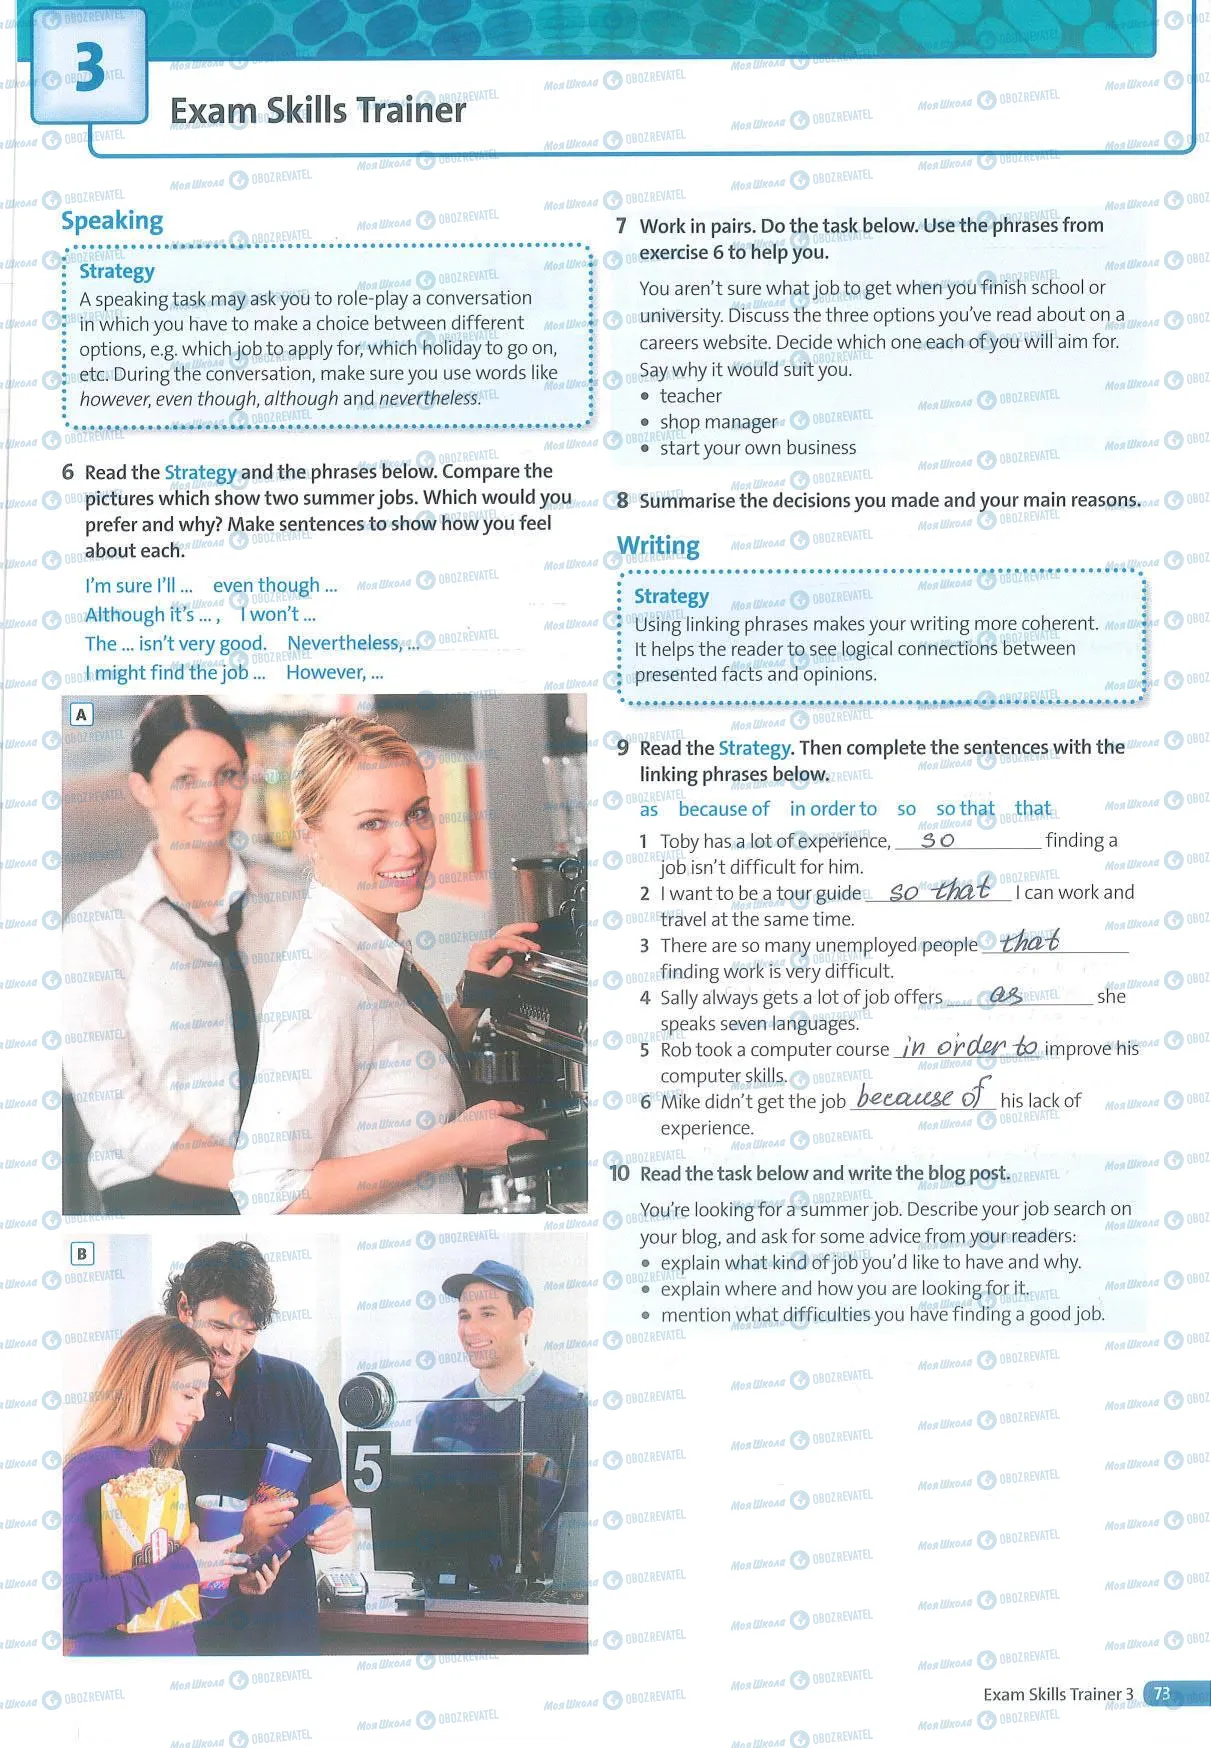 3
Exam Skills Trainer
Speaking
Strategy
A speaking task may ask you to role-play a conversation
in which you have to make a choice between different
options, e.g. which job to apply for, which holiday to go on,
etc. During the conversation, make sure you use words like
however, even though, although and nevertheless.
6 Read the Strategy and the phrases below. Compare the
pictures which show two summer jobs. Which would you
prefer and why? Make sentences to show how you feel
about each.
I'm sure I'll ... even though ...
Although it's ... , I won't ...
The ... isn't very good. Nevertheless, ...
I might find the job ... However, ...
A
B
5
7 Work in pairs. Do the task below. Use the phrases from
exercise 6 to help you.
You aren't sure what job to get when you finish school or
university. Discuss the three options you've read about on a
careers website. Decide which one each of you will aim for.
Say why it would suit you.
• teacher
• shop manager
• start your own business
8 Summarise the decisions you made and your main reasons.
Writing
Strategy
Using linking phrases makes your writing more coherent.
It helps the reader to see logical connections between
presented facts and opinions.
9 Read the Strategy. Then complete the sentences with the
linking phrases below.
as because of in order to so so that that
1 Toby has a lot of experience, so finding a
job isn't difficult for him.
2 I want to be a tour guide so that I can work and
travel at the same time.
3 There are so many unemployed people that
finding work is very difficult.
4 Sally always gets a lot of job offers as she
speaks seven languages.
5 Rob took a computer course in order to improve his
computer skills.
6 Mike didn't get the job because of his lack of
experience.
10 Read the task below and write the blog post.
You're looking for a summer job. Describe your job search on
your blog, and ask for some advice from your readers:
• explain what kind of job you'd like to have and why.
• explain where and how you are looking for it.
• mention what difficulties you have finding a good job.
Exam Skills Trainer 3 73
Моя Школа OBOZREVATEL